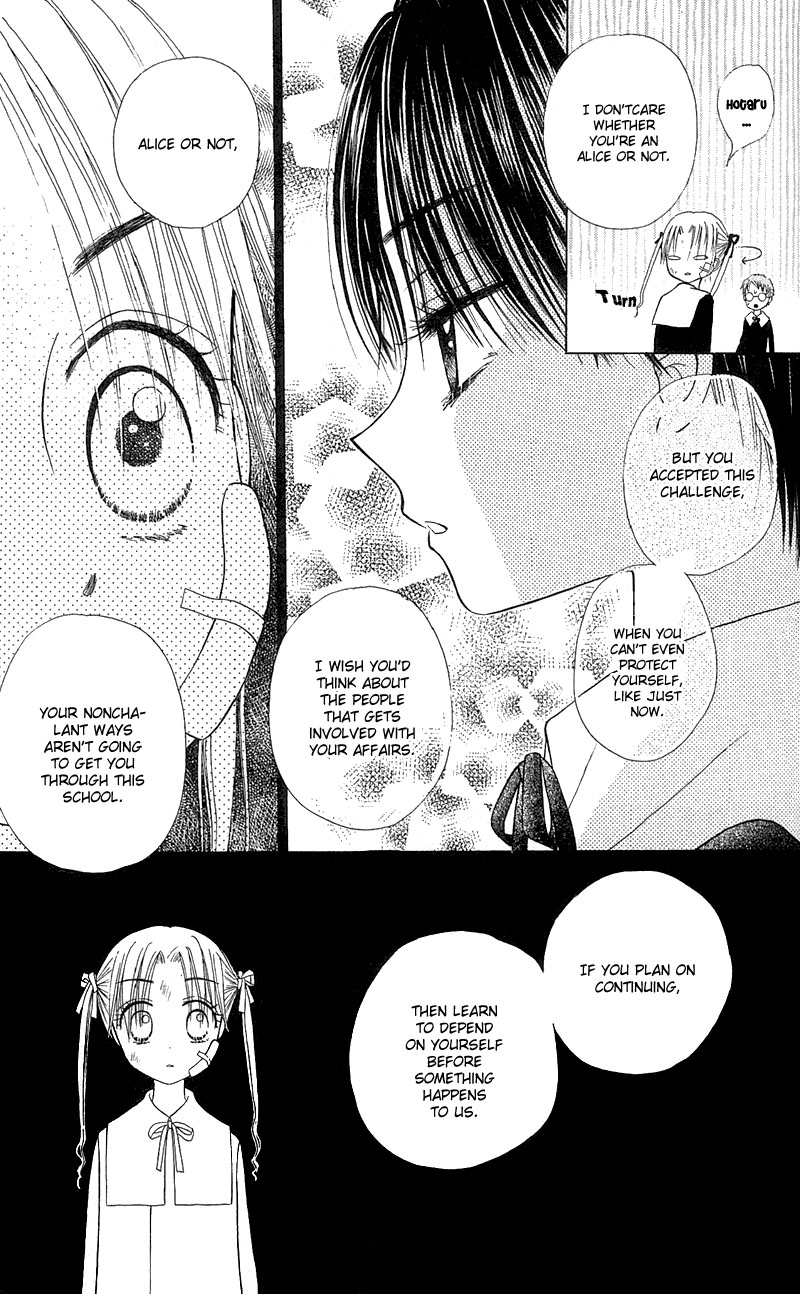 Hotaru
...
Turn
I DON'TCARE
WHETHER
YOU'RE AN
ALICE OR NOT.
BUT YOU
ACCEPTED THIS
CHALLENGE,
WHEN YOU
CAN'T EVEN
PROTECT
YOURSELF,
LIKE JUST
NOW.
I WISH YOU'D
THINK ABOUT
THE PEOPLE
THAT GETS
INVOLVED WITH
YOUR AFFAIRS.
ALICE OR NOT,
YOUR NONCHA-
LANT WAYS
AREN'T GOING
TO GET YOU
THROUGH THIS
SCHOOL.
IF YOU PLAN ON
CONTINUING,
THEN LEARN
TO DEPEND
ON YOURSELF
BEFORE
SOMETHING
HAPPENS
TO US.